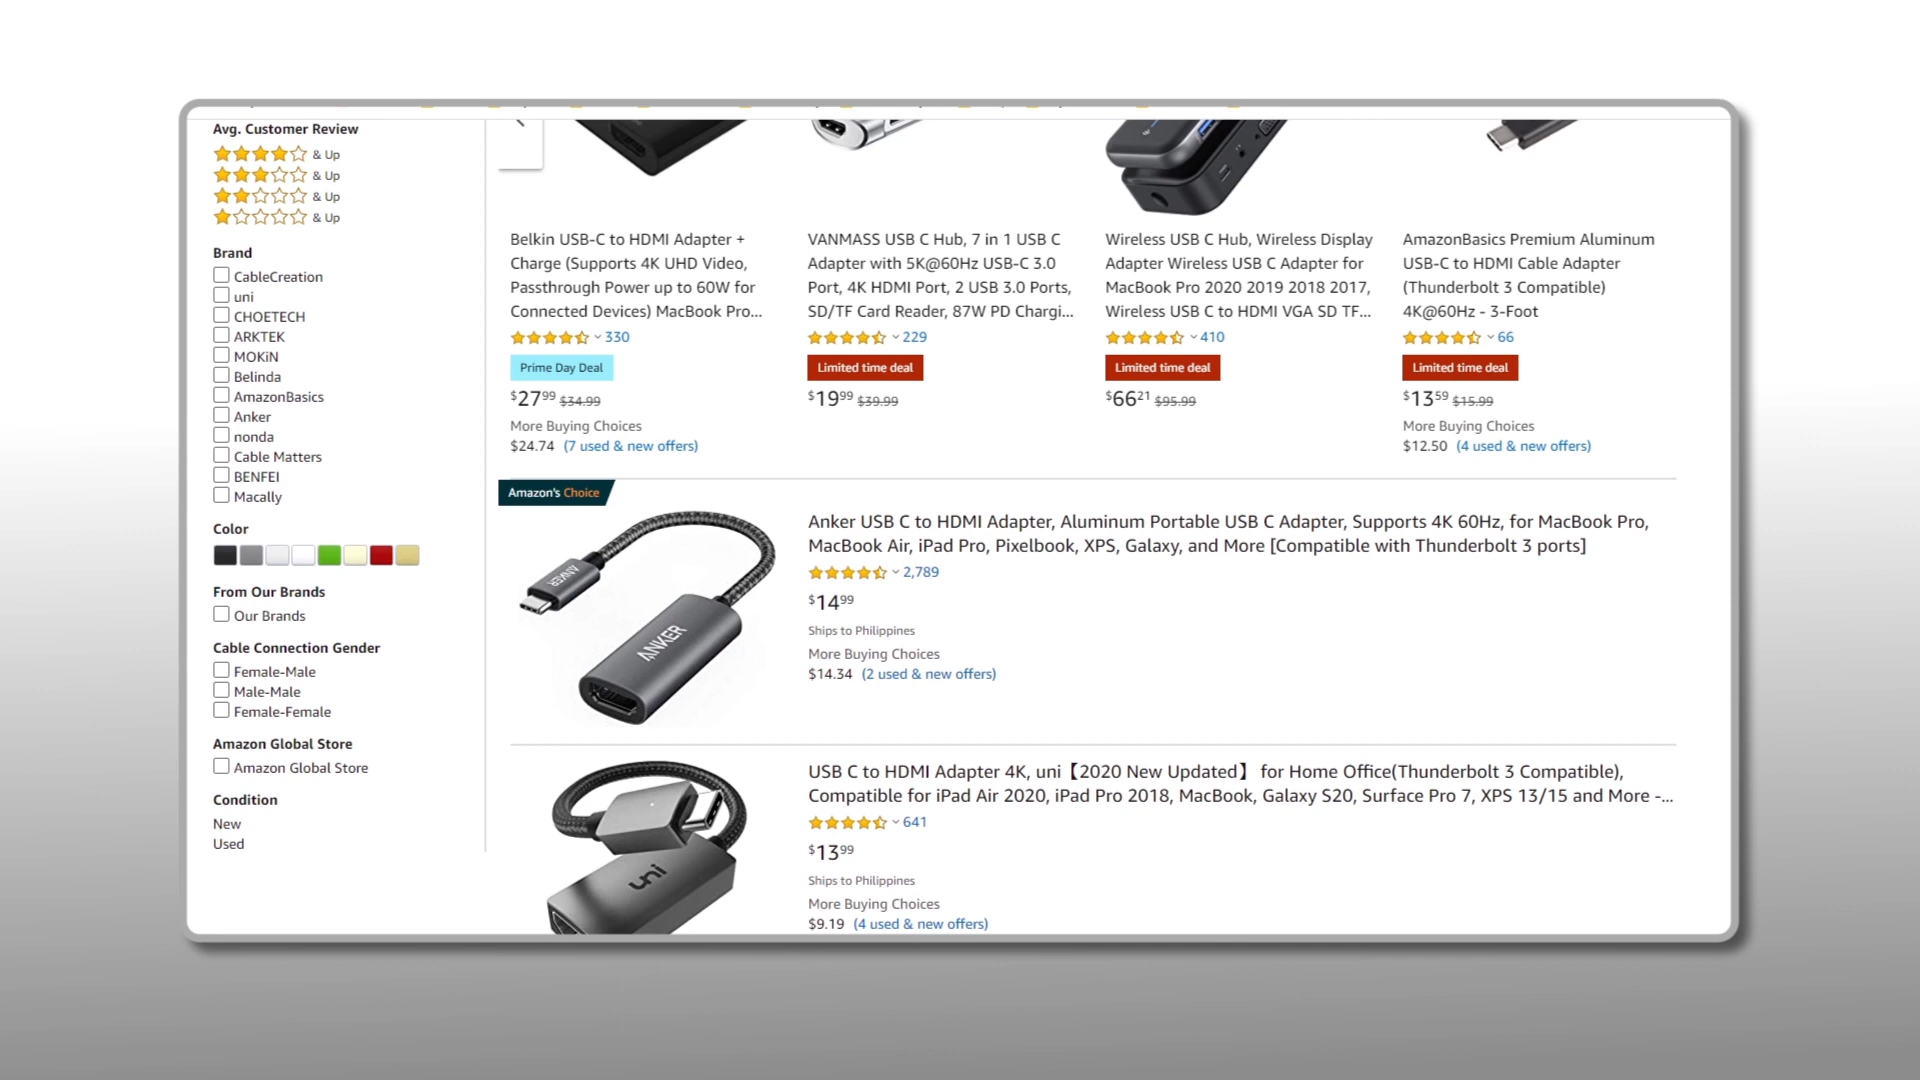 Avg. Customer Review
& Up
& Up
& Up
& Up
Brand
CableCreation
uni
CHOETECH
ARKTEK
MOKiN
Belinda
AmazonBasics
Anker
nonda
Cable Matters
BENFEI
Macally
Color
From Our Brands
Our Brands
Cable Connection Gender
Female-Male
Male-Male
Female-Female
Amazon Global Store
Amazon Global Store
Condition
New
Used
Belkin USB-C to HDMI Adapter +
Charge (Supports 4K UHD Video,
Passthrough Power up to 60W for
Connected Devices) MacBook Pro...
330
Prime Day Deal
$27.99 $34.99
More Buying Choices
$24.74 (7 used & new offers)
VANMASS USB C Hub, 7 in 1 USB C
Adapter with 5K@60Hz USB-C 3.0
Port, 4K HDMI Port, 2 USB 3.0 Ports,
SD/TF Card Reader, 87W PD Chargi...
229
Limited time deal
$19.99 $39.99
Wireless USB C Hub, Wireless Display
Adapter Wireless USB C Adapter for
MacBook Pro 2020 2019 2018 2017,
Wireless USB C to HDMI VGA SD TF...
410
Limited time deal
$66.21 $95.99
AmazonBasics Premium Aluminum
USB-C to HDMI Cable Adapter
(Thunderbolt 3 Compatible)
4K@60Hz - 3-Foot
66
Limited time deal
$13.59 $15.99
More Buying Choices
$12.50 (4 used & new offers)
Amazon's Choice
ANKER
ANKER
Anker USB C to HDMI Adapter, Aluminum Portable USB C Adapter, Supports 4K 60Hz, for MacBook Pro,
MacBook Air, iPad Pro, Pixelbook, XPS, Galaxy, and More [Compatible with Thunderbolt 3 ports]
2,789
$14.99
Ships to Philippines
More Buying Choices
$14.34 (2 used & new offers)
uni
USB C to HDMI Adapter 4K, uni【2020 New Updated】 for Home Office(Thunderbolt 3 Compatible),
Compatible for iPad Air 2020, iPad Pro 2018, MacBook, Galaxy S20, Surface Pro 7, XPS 13/15 and More -...
641
$13.99
Ships to Philippines
More Buying Choices
$9.19 (4 used & new offers)